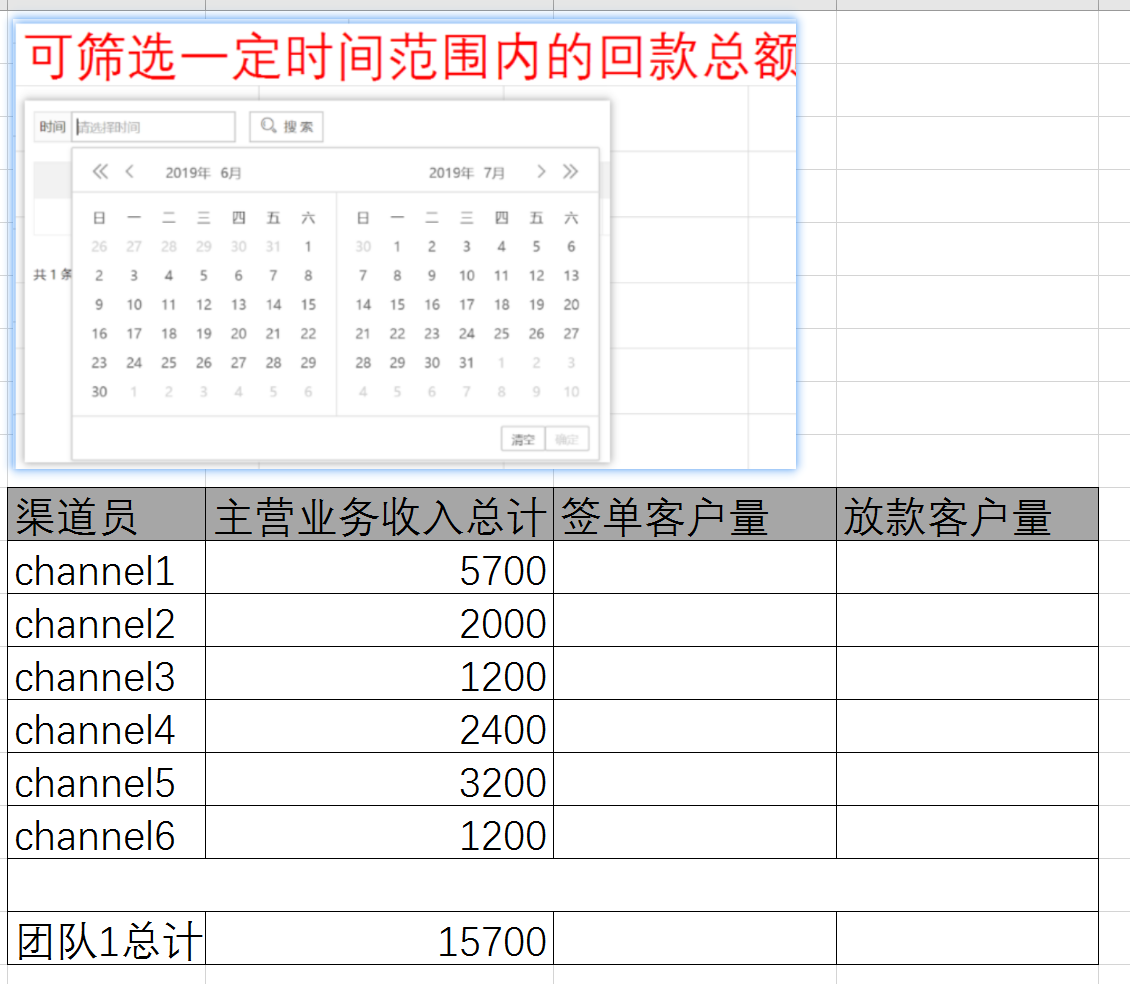 可筛选一定时间范围内的回款总额
时间 请选择时间 搜索
2019年 6月 2019年 7月
日 一 二 三 四 五 六 日 一 二 三 四 五 六
26 27 28 29 30 31 1 30 1 2 3 4 5 6
2 3 4 5 6 7 8 7 8 9 10 11 12 13
共1条
9 10 11 12 13 14 15 14 15 16 17 18 19 20
16 17 18 19 20 21 22 21 22 23 24 25 26 27
23 24 25 26 27 28 29 28 29 30 31 1 2 3
30 1 2 3 4 5 6 4 5 6 7 8 9 10
清空 确定
渠道员 主营业务收入总计 签单客户量 放款客户量
channel1 5700
channel2 2000
channel3 1200
channel4 2400
channel5 3200
channel6 1200
团队1总计 15700